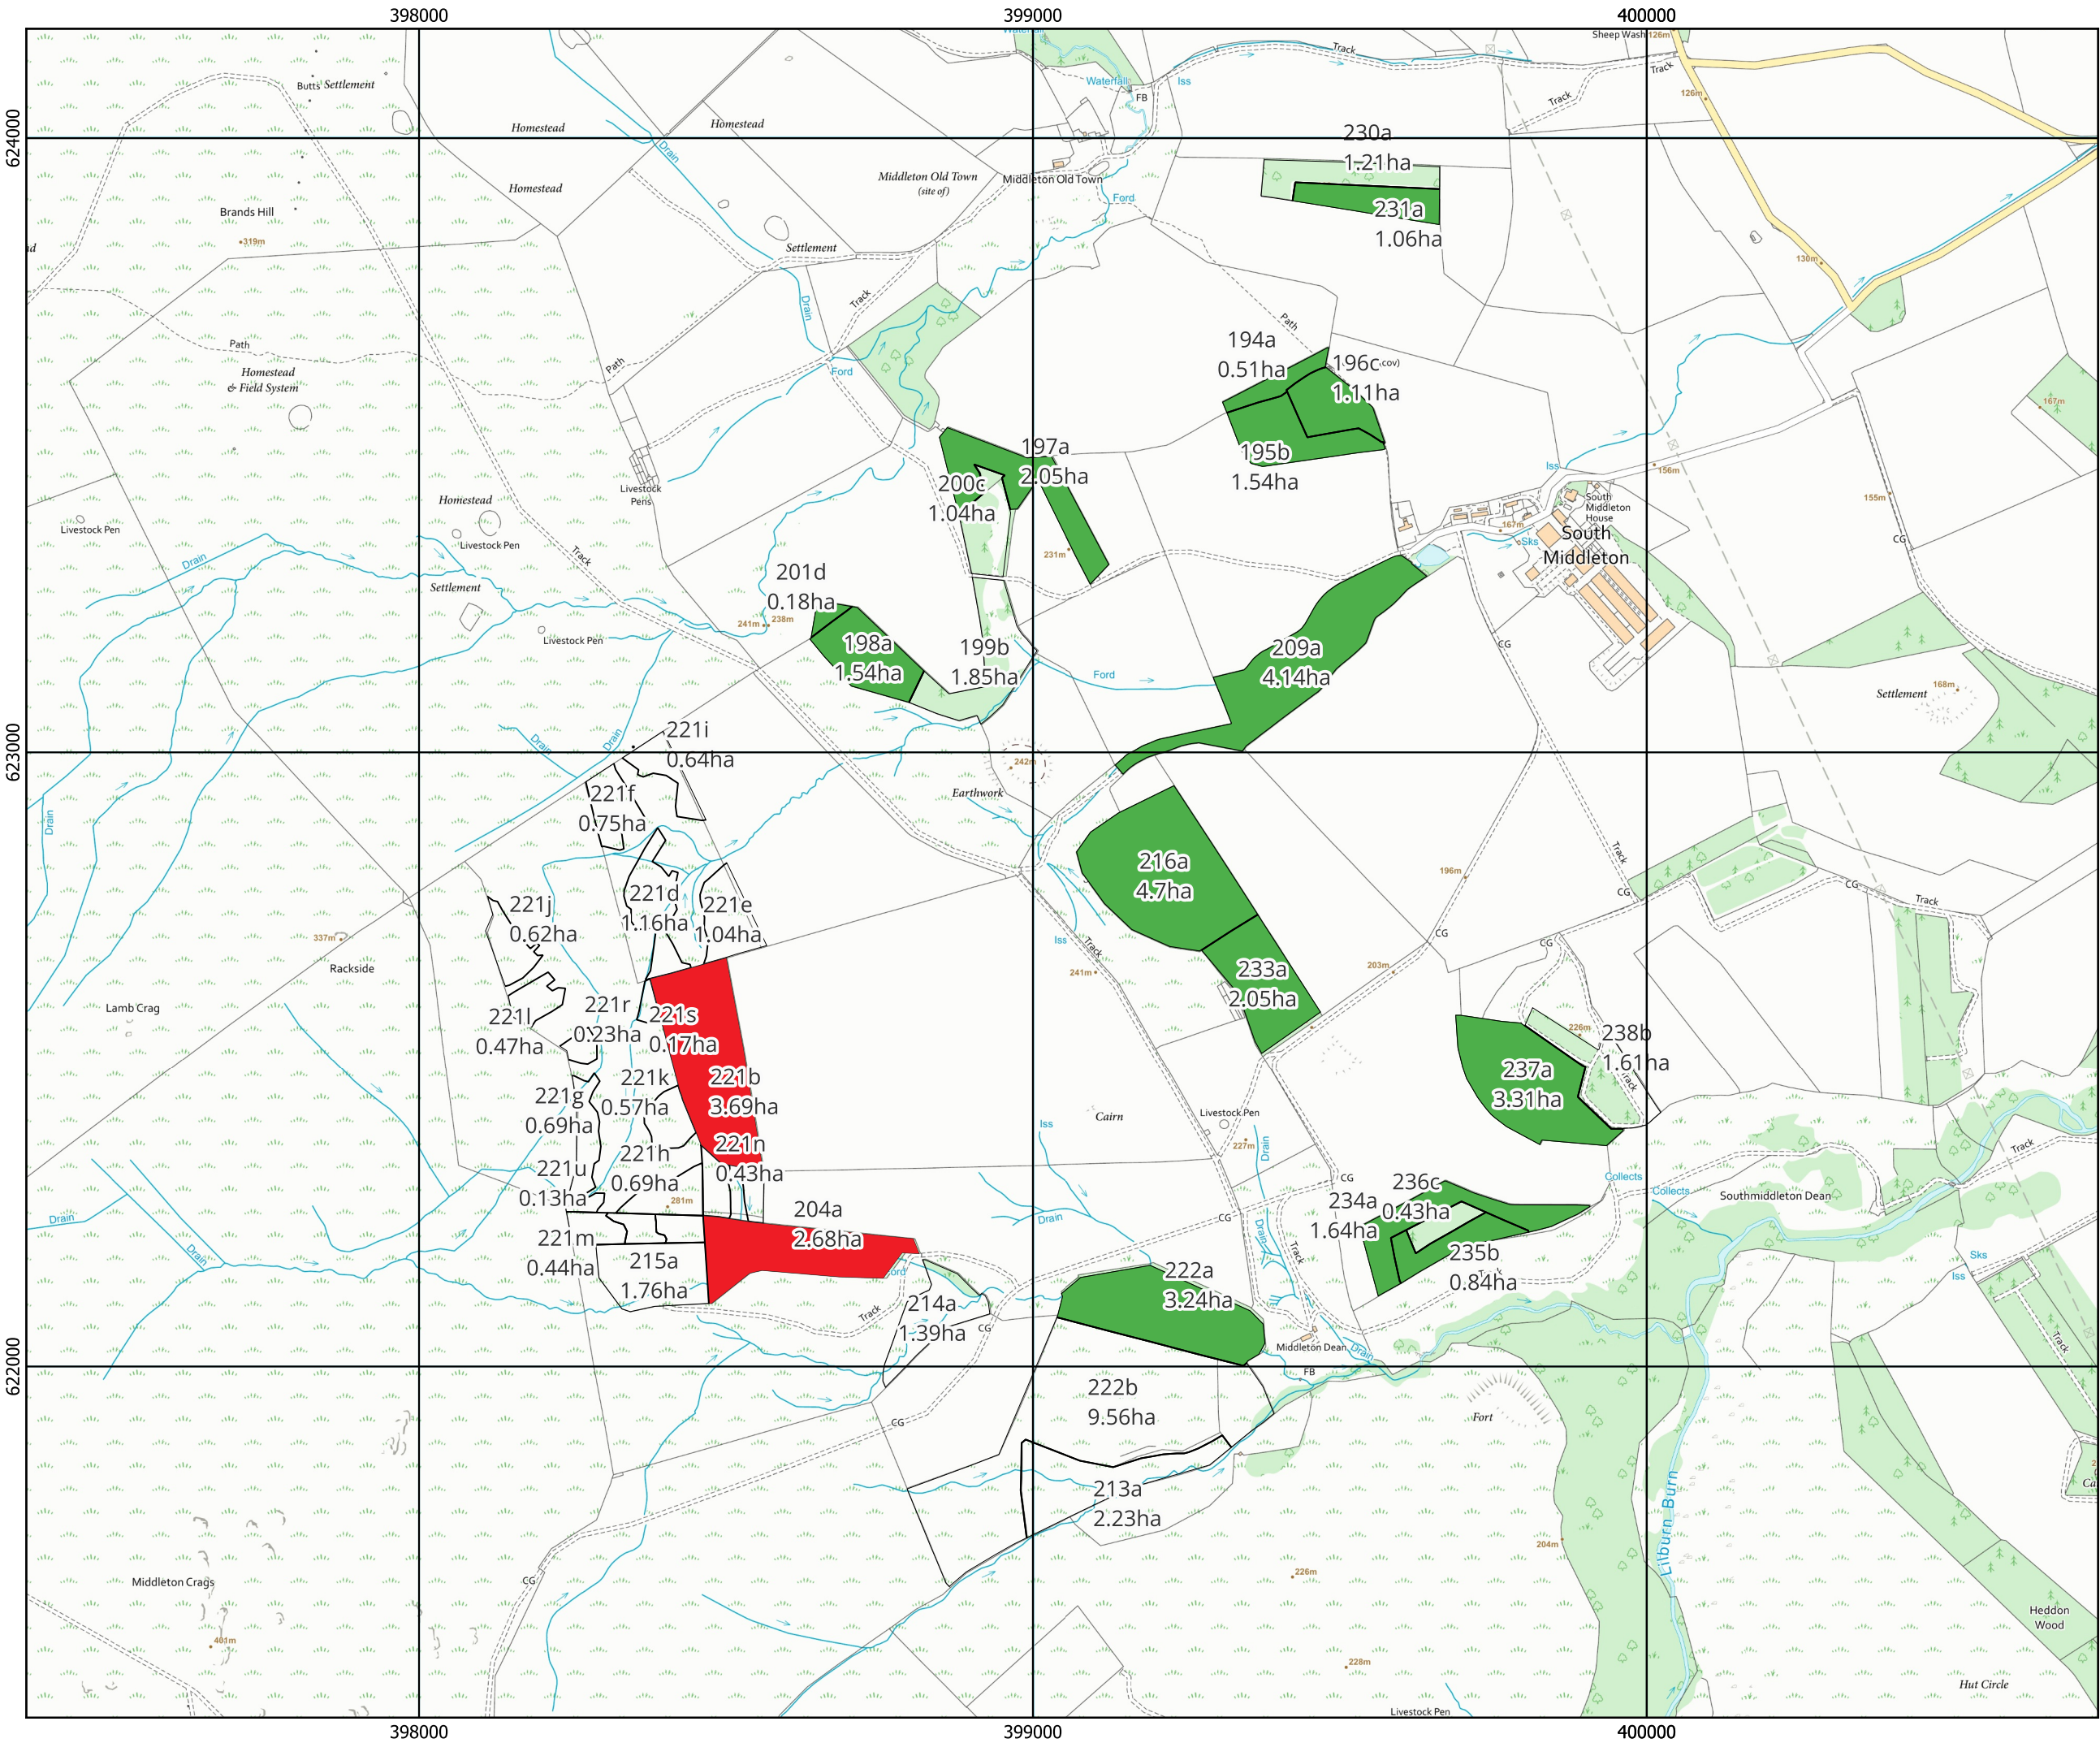 398000
399000
400000
624000
623000
622000
Butts
Settlement
Homestead
Homestead
Drain
Waterfall
FB
Iss
Track
Sheep Wash
126m
Track
Track
126m
Homestead
Brands Hill
319m
Middleton Old Town
(site of)
Middleton Old Town
Ford
230a
1.21ha
231a
1.06ha
Settlement
130m
Drain
Track
Path
Path
Homestead
& Field System
Path
Ford
194a
0.51ha
196c
1.11ha
195b
1.54ha
167m
Livestock
Pens
Homestead
Livestock Pen
Livestock Pen
197a
2.05ha
200c
1.04ha
231m
Iss
156m
155m
South
Middleton
House
167m
Sks
South
Middleton
CG
Drain
Track
Settlement
Livestock Pen
241m
238m
201d
0.18ha
198a
1.54ha
199b
1.85ha
Ford
209a
4.14ha
CG
Settlement
168m
Drain
Drain
Drain
221i
0.64ha
242m
Earthwork
221f
0.75ha
216a
4.7ha
196m
Track
CG
CG
Track
221j
0.62ha
221d
1.16ha
221e
1.04ha
337m
Rackside
Lamb Crag
Iss
Track
241m
233a
2.05ha
203m
CG
CG
221l
0.47ha
221r
0.23ha
221s
0.17ha
226m
238b
1.61ha
237a
3.31ha
221k
0.57ha
221b
3.69ha
221g
0.69ha
Cairn
Livestock Pen
Iss
227m
Drain
221h
0.69ha
221n
0.43ha
221u
0.13ha
281m
204a
2.68ha
CG
CG
234a
1.64ha
236c
0.43ha
235b
0.84ha
Collects
Collects
Southmiddleton Dean
Track
Drain
Drain
Drain
Drain
Track
221m
0.44ha
215a
1.76ha
Track
214a
1.39ha
CG
222a
3.24ha
Middleton Dean
Drain
FB
Sks
Iss
Track
222b
9.56ha
CG
Fort
213a
2.23ha
204m
Lilburn Burn
Middleton Crags
CG
401m
226m
228m
Heddon
Wood
Hut Circle
Livestock Pen
398000
399000
400000